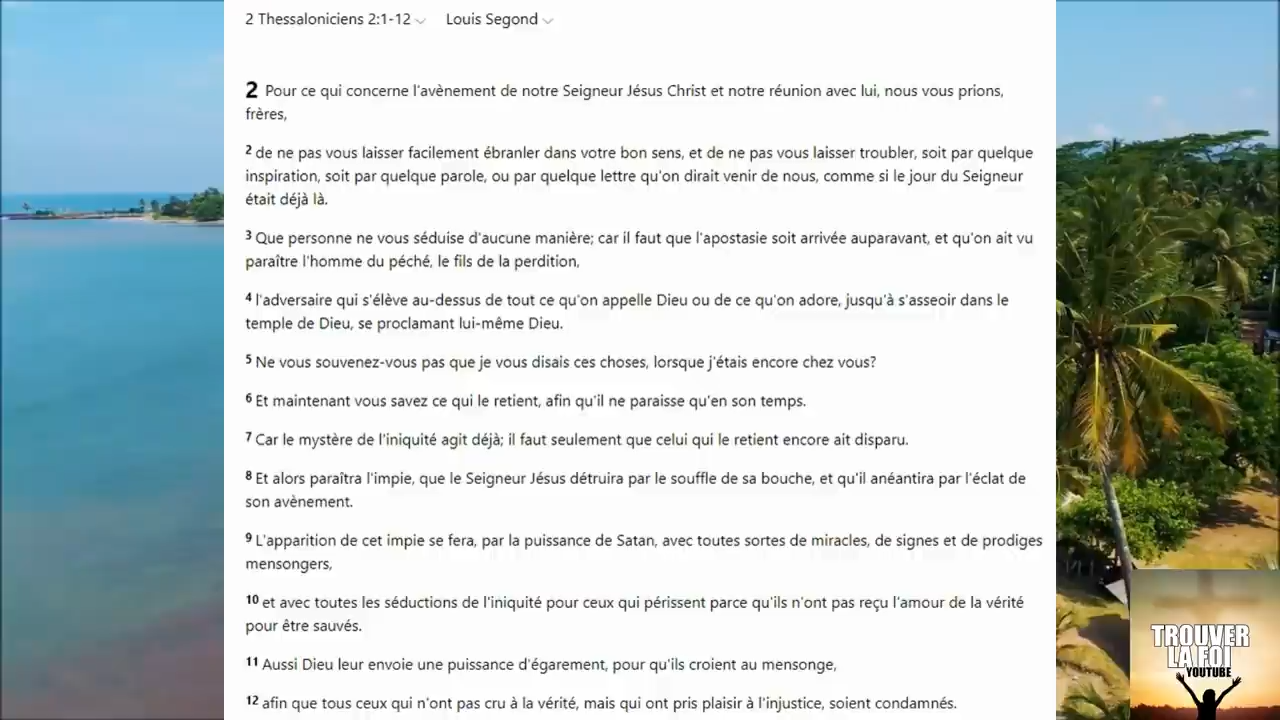 2 Thessaloniciens 2:1-12 Louis Segond
2 Pour ce qui concerne l'avènement de notre Seigneur Jésus Christ et notre réunion avec lui, nous vous prions,
frères,
2 de ne pas vous laisser facilement ébranler dans votre bon sens, et de ne pas vous laisser troubler, soit par quelque
inspiration, soit par quelque parole, ou par quelque lettre qu'on dirait venir de nous, comme si le jour du Seigneur
était déjà là.
3 Que personne ne vous séduise d'aucune manière; car il faut que l'apostasie soit arrivée auparavant, et qu'on ait vu
paraître l'homme du péché, le fils de la perdition,
4 l'adversaire qui s'élève au-dessus de tout ce qu'on appelle Dieu ou de ce qu'on adore, jusqu'à s'asseoir dans le
temple de Dieu, se proclamant lui-même Dieu.
5 Ne vous souvenez-vous pas que je vous disais ces choses, lorsque j'étais encore chez vous?
6 Et maintenant vous savez ce qui le retient, afin qu'il ne paraisse qu'en son temps.
7 Car le mystère de l'iniquité agit déjà; il faut seulement que celui qui le retient encore ait disparu.
8 Et alors paraîtra l'impie, que le Seigneur Jésus détruira par le souffle de sa bouche, et qu'il anéantira par l'éclat de
son avènement.
9 L'apparition de cet impie se fera, par la puissance de Satan, avec toutes sortes de miracles, de signes et de prodiges
mensongers,
10 et avec toutes les séductions de l'iniquité pour ceux qui périssent parce qu'ils n'ont pas reçu l'amour de la vérité
pour être sauvés.
11 Aussi Dieu leur envoie une puissance d'égarement, pour qu'ils croient au mensonge,
12 afin que tous ceux qui n'ont pas cru à la vérité, mais qui ont pris plaisir à l'injustice, soient condamnés.
TROUVER
LA FOI
YOUTUBE